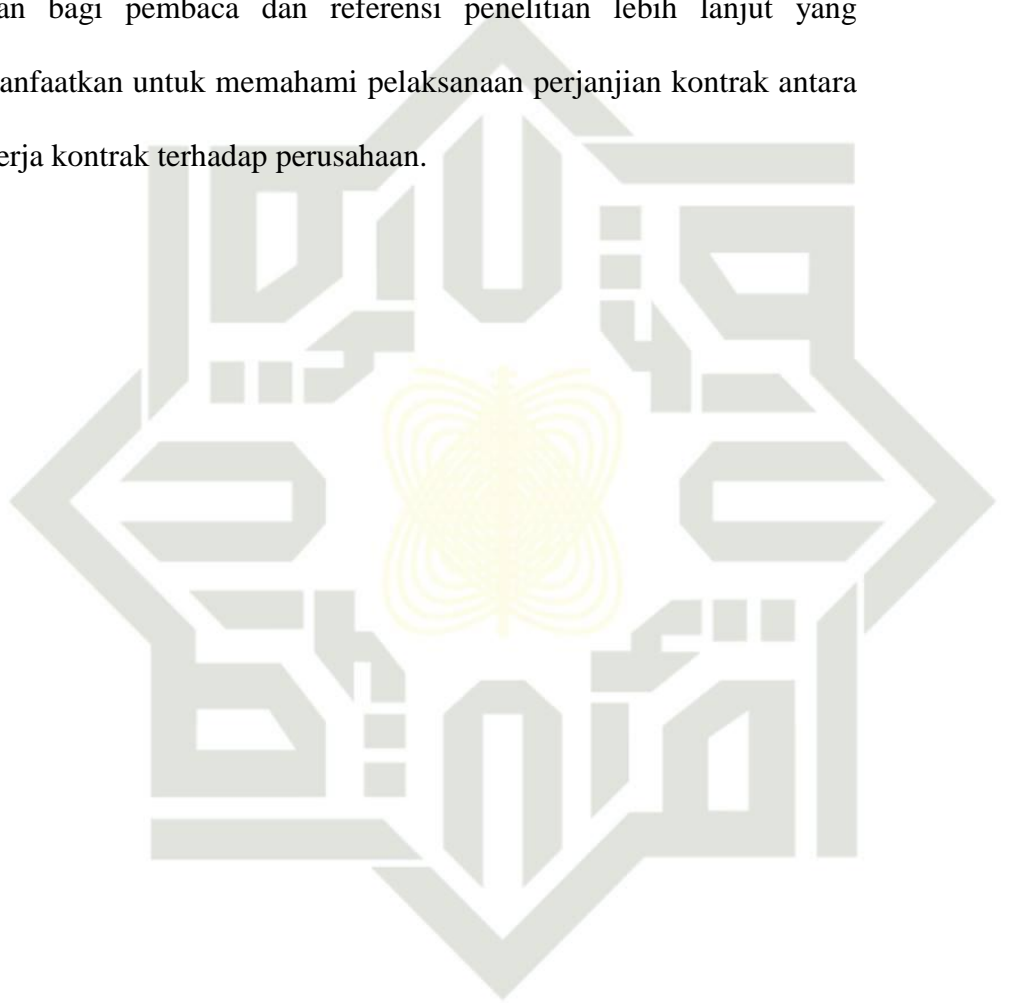 an bagi pembaca dan referensi penelitian lebih lanjut yang
anfaatkan untuk memahami pelaksanaan perjanjian kontrak antara
erja kontrak terhadap perusahaan.